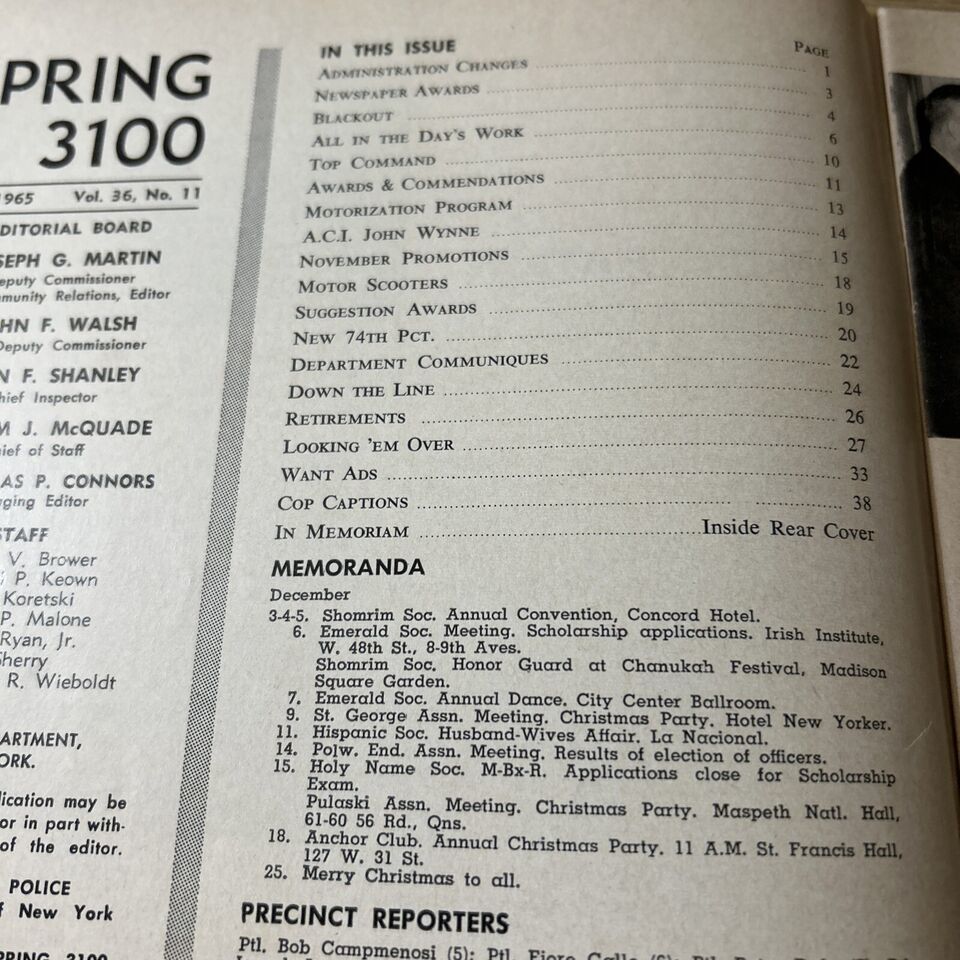 PRING
3100
1965 Vol. 36, No. 11
DITORIAL BOARD
SEPH G. MARTIN
eputy Commissioner
munity Relations, Editor
HN F. WALSH
Deputy Commissioner
N F. SHANLEY
hief Inspector
M J. McQUADE
ief of Staff
AS P. CONNORS
ging Editor
STAFF
V. Brower
P. Keown
Koretski
P. Malone
Ryan, Jr.
Sherry
R. Wieboldt
ARTMENT,
ORK.
lication may be
or in part with-
of the editor.
POLICE
f New York
PRING 3100
IN THIS ISSUE PAGE
ADMINISTRATION CHANGES 1
NEWSPAPER AWARDS 3
BLACKOUT 4
ALL IN THE DAY'S WORK 6
TOP COMMAND 10
AWARDS & COMMENDATIONS 11
MOTORIZATION PROGRAM 13
A.C.I. JOHN WYNNE 14
NOVEMBER PROMOTIONS 15
MOTOR SCOOTERS 18
SUGGESTION AWARDS 19
NEW 74TH PCT. 20
DEPARTMENT COMMUNIQUES 22
DOWN THE LINE 24
RETIREMENTS 26
LOOKING 'EM OVER 27
WANT ADS 33
COP CAPTIONS 38
IN MEMORIAM Inside Rear Cover
MEMORANDA
December
3-4-5. Shomrim Soc. Annual Convention, Concord Hotel.
6. Emerald Soc. Meeting. Scholarship applications. Irish Institute,
W. 48th St., 8-9th Aves.
Shomrim Soc. Honor Guard at Chanukah Festival, Madison
Square Garden.
7. Emerald Soc. Annual Dance. City Center Ballroom.
9. St. George Assn. Meeting. Christmas Party. Hotel New Yorker.
11. Hispanic Soc. Husband-Wives Affair. La Nacional.
14. Polw. End. Assn. Meeting. Results of election of officers.
15. Holy Name Soc. M-Bx-R. Applications close for Scholarship
Exam.
Pulaski Assn. Meeting. Christmas Party. Maspeth Natl. Hall,
61-60 56 Rd., Qns.
18. Anchor Club. Annual Christmas Party. 11 A.M. St. Francis Hall,
127 W. 31 St.
25. Merry Christmas to all.
PRECINCT REPORTERS
Ptl. Bob Campmenosi (5); Ptl.